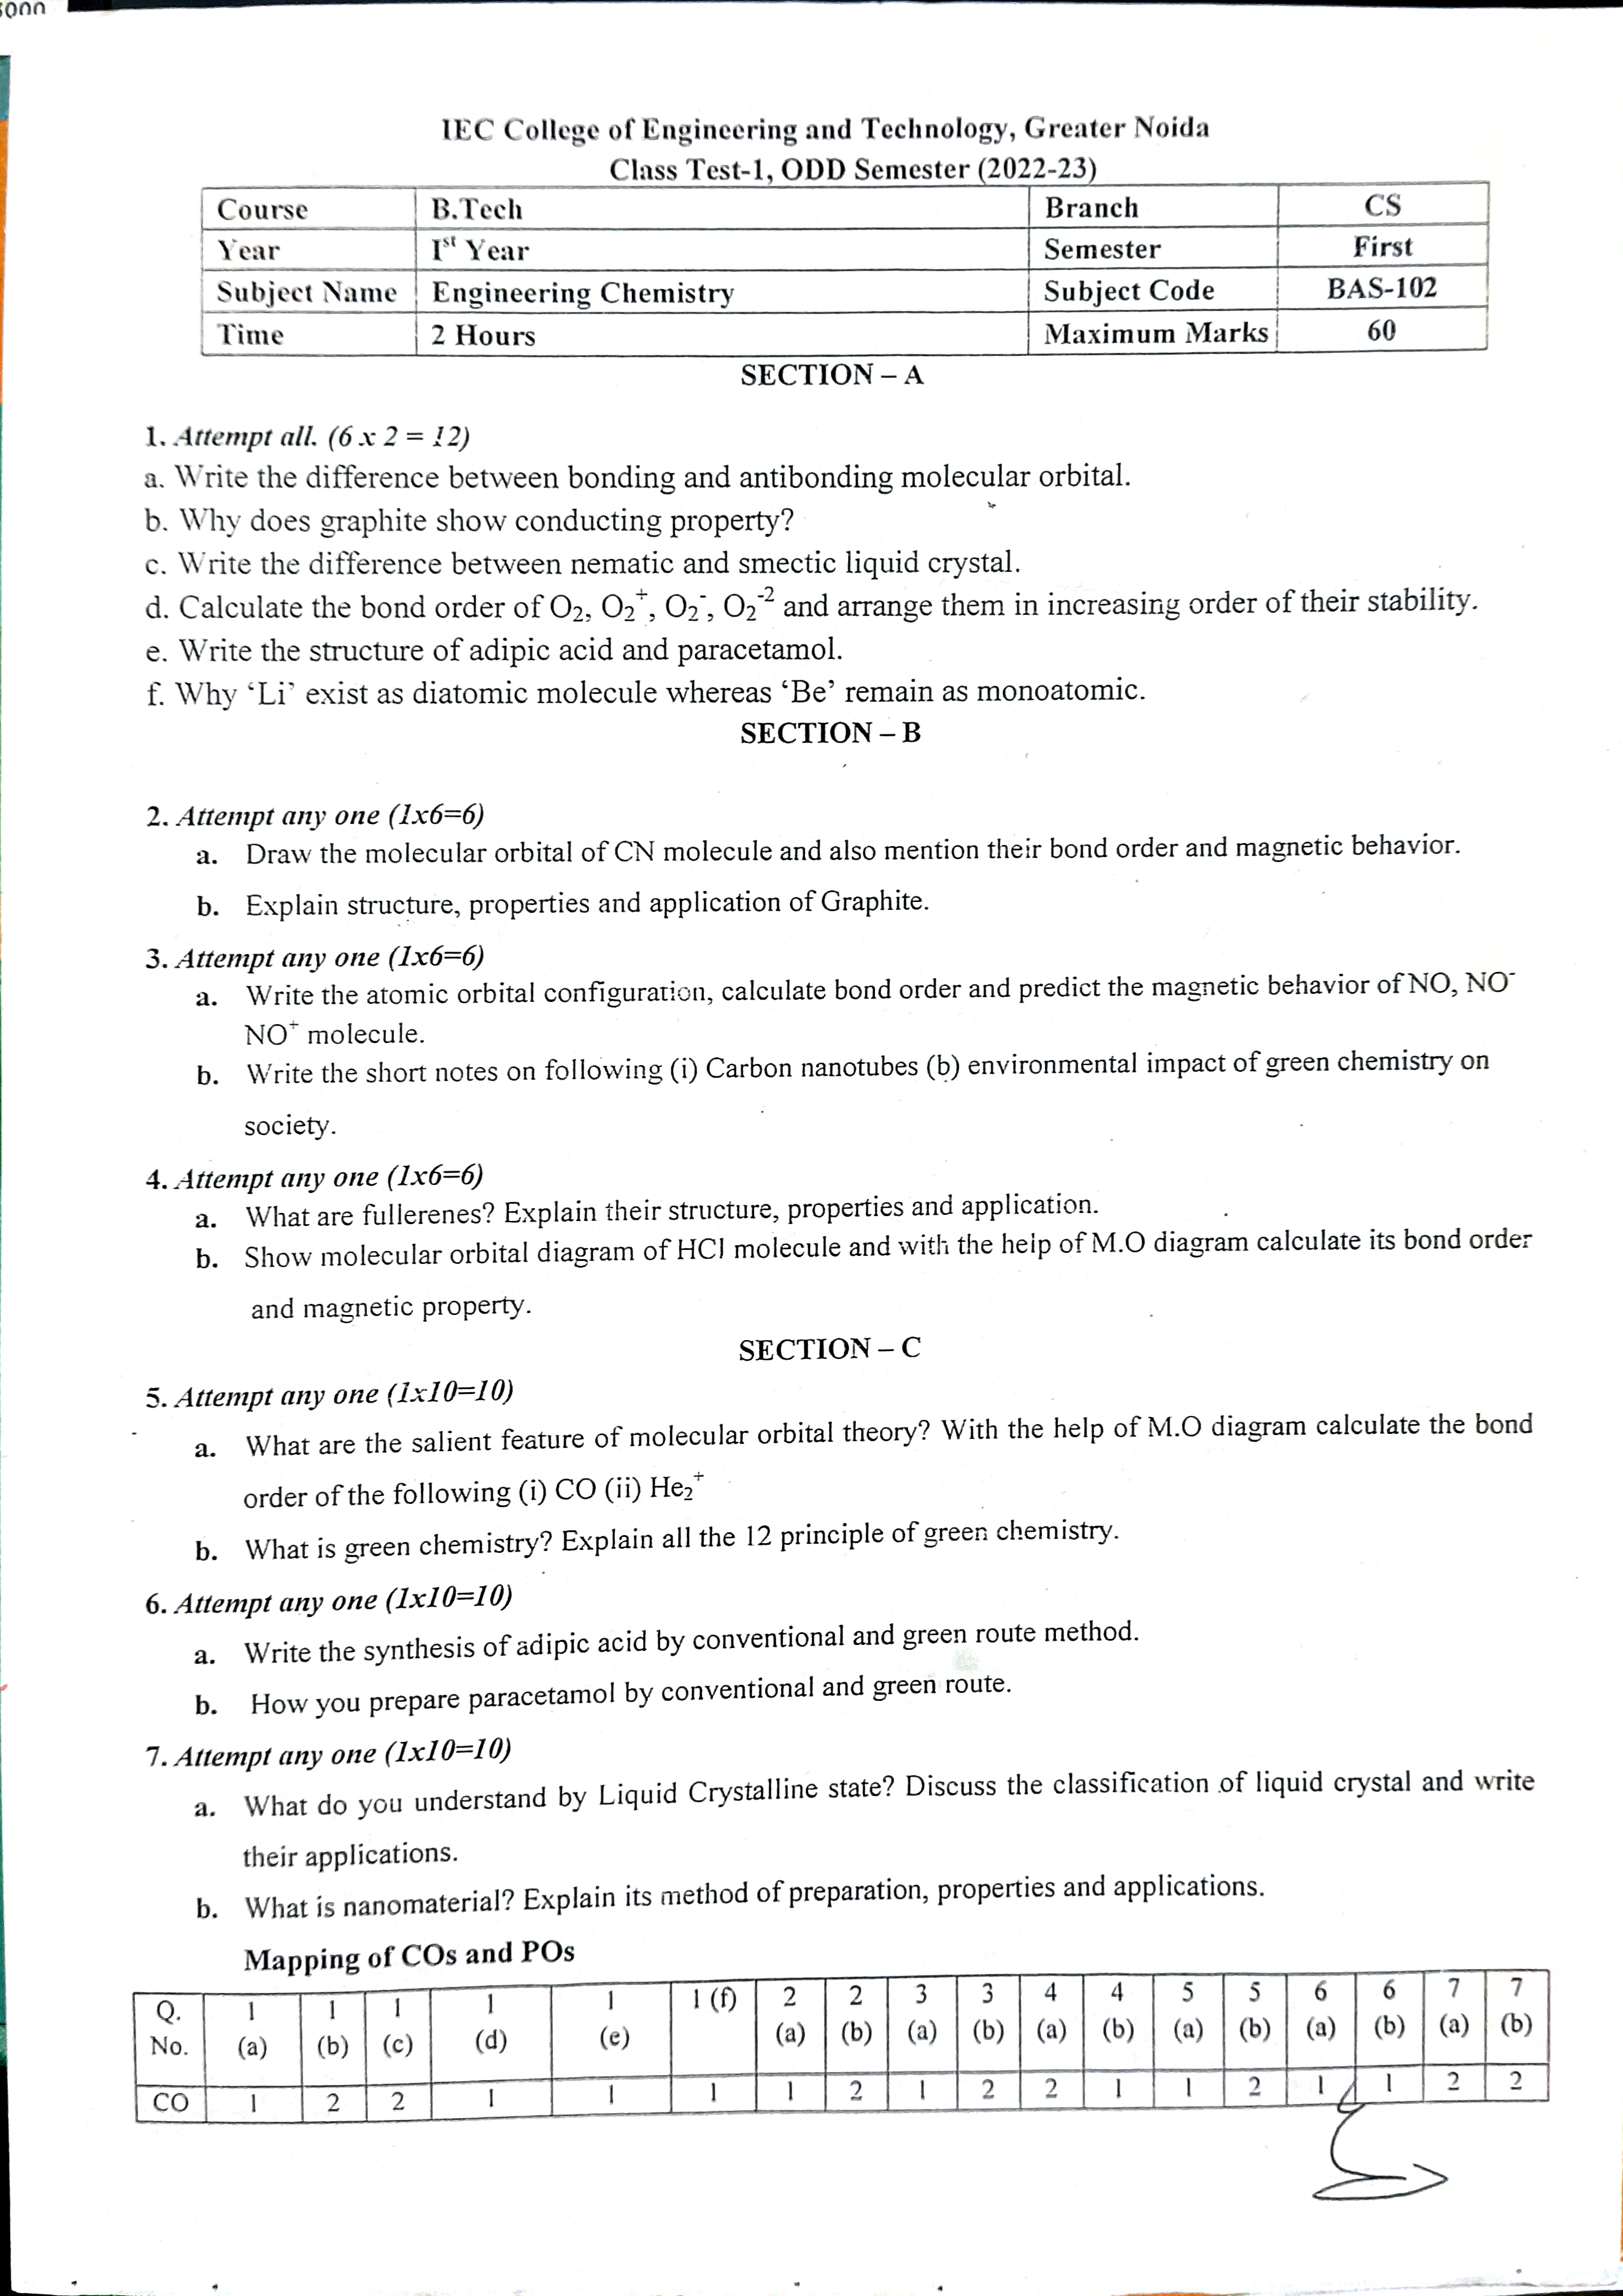 IEC College of Engineering and Technology, Greater Noida
Class Test-1, ODD Semester (2022-23)
Course B.Tech Branch CS
Year 1st Year Semester First
Subject Name Engineering Chemistry Subject Code BAS-102
Time 2 Hours Maximum Marks 60
SECTION – A
1. Attempt all. (6 x 2 = 12)
a. Write the difference between bonding and antibonding molecular orbital.
b. Why does graphite show conducting property?
c. Write the difference between nematic and smectic liquid crystal.
d. Calculate the bond order of O₂, O₂⁺, O₂⁻, O₂⁻² and arrange them in increasing order of their stability.
e. Write the structure of adipic acid and paracetamol.
f. Why ‘Li’ exist as diatomic molecule whereas ‘Be’ remain as monoatomic.
SECTION – B
2. Attempt any one (1x6=6)
a. Draw the molecular orbital of CN molecule and also mention their bond order and magnetic behavior.
b. Explain structure, properties and application of Graphite.
3. Attempt any one (1x6=6)
a. Write the atomic orbital configuration, calculate bond order and predict the magnetic behavior of NO, NO⁻
NO⁺ molecule.
b. Write the short notes on following (i) Carbon nanotubes (b) environmental impact of green chemistry on
society.
4. Attempt any one (1x6=6)
a. What are fullerenes? Explain their structure, properties and application.
b. Show molecular orbital diagram of HCl molecule and with the help of M.O diagram calculate its bond order
and magnetic property.
SECTION – C
5. Attempt any one (1x10=10)
a. What are the salient feature of molecular orbital theory? With the help of M.O diagram calculate the bond
order of the following (i) CO (ii) He₂⁺
b. What is green chemistry? Explain all the 12 principle of green chemistry.
6. Attempt any one (1x10=10)
a. Write the synthesis of adipic acid by conventional and green route method.
b. How you prepare paracetamol by conventional and green route.
7. Attempt any one (1x10=10)
a. What do you understand by Liquid Crystalline state? Discuss the classification of liquid crystal and write
their applications.
b. What is nanomaterial? Explain its method of preparation, properties and applications.
Mapping of COs and POs
Q. 1 1 1 1 1 1 (f) 2 2 3 3 4 4 5 5 6 6 7 7
No. (a) (b) (c) (d) (e) (a) (b) (a) (b) (a) (b) (a) (b) (a) (b) (a) (b)
CO 1 2 2 1 1 1 1 2 1 2 2 1 1 2 1 1 2 2